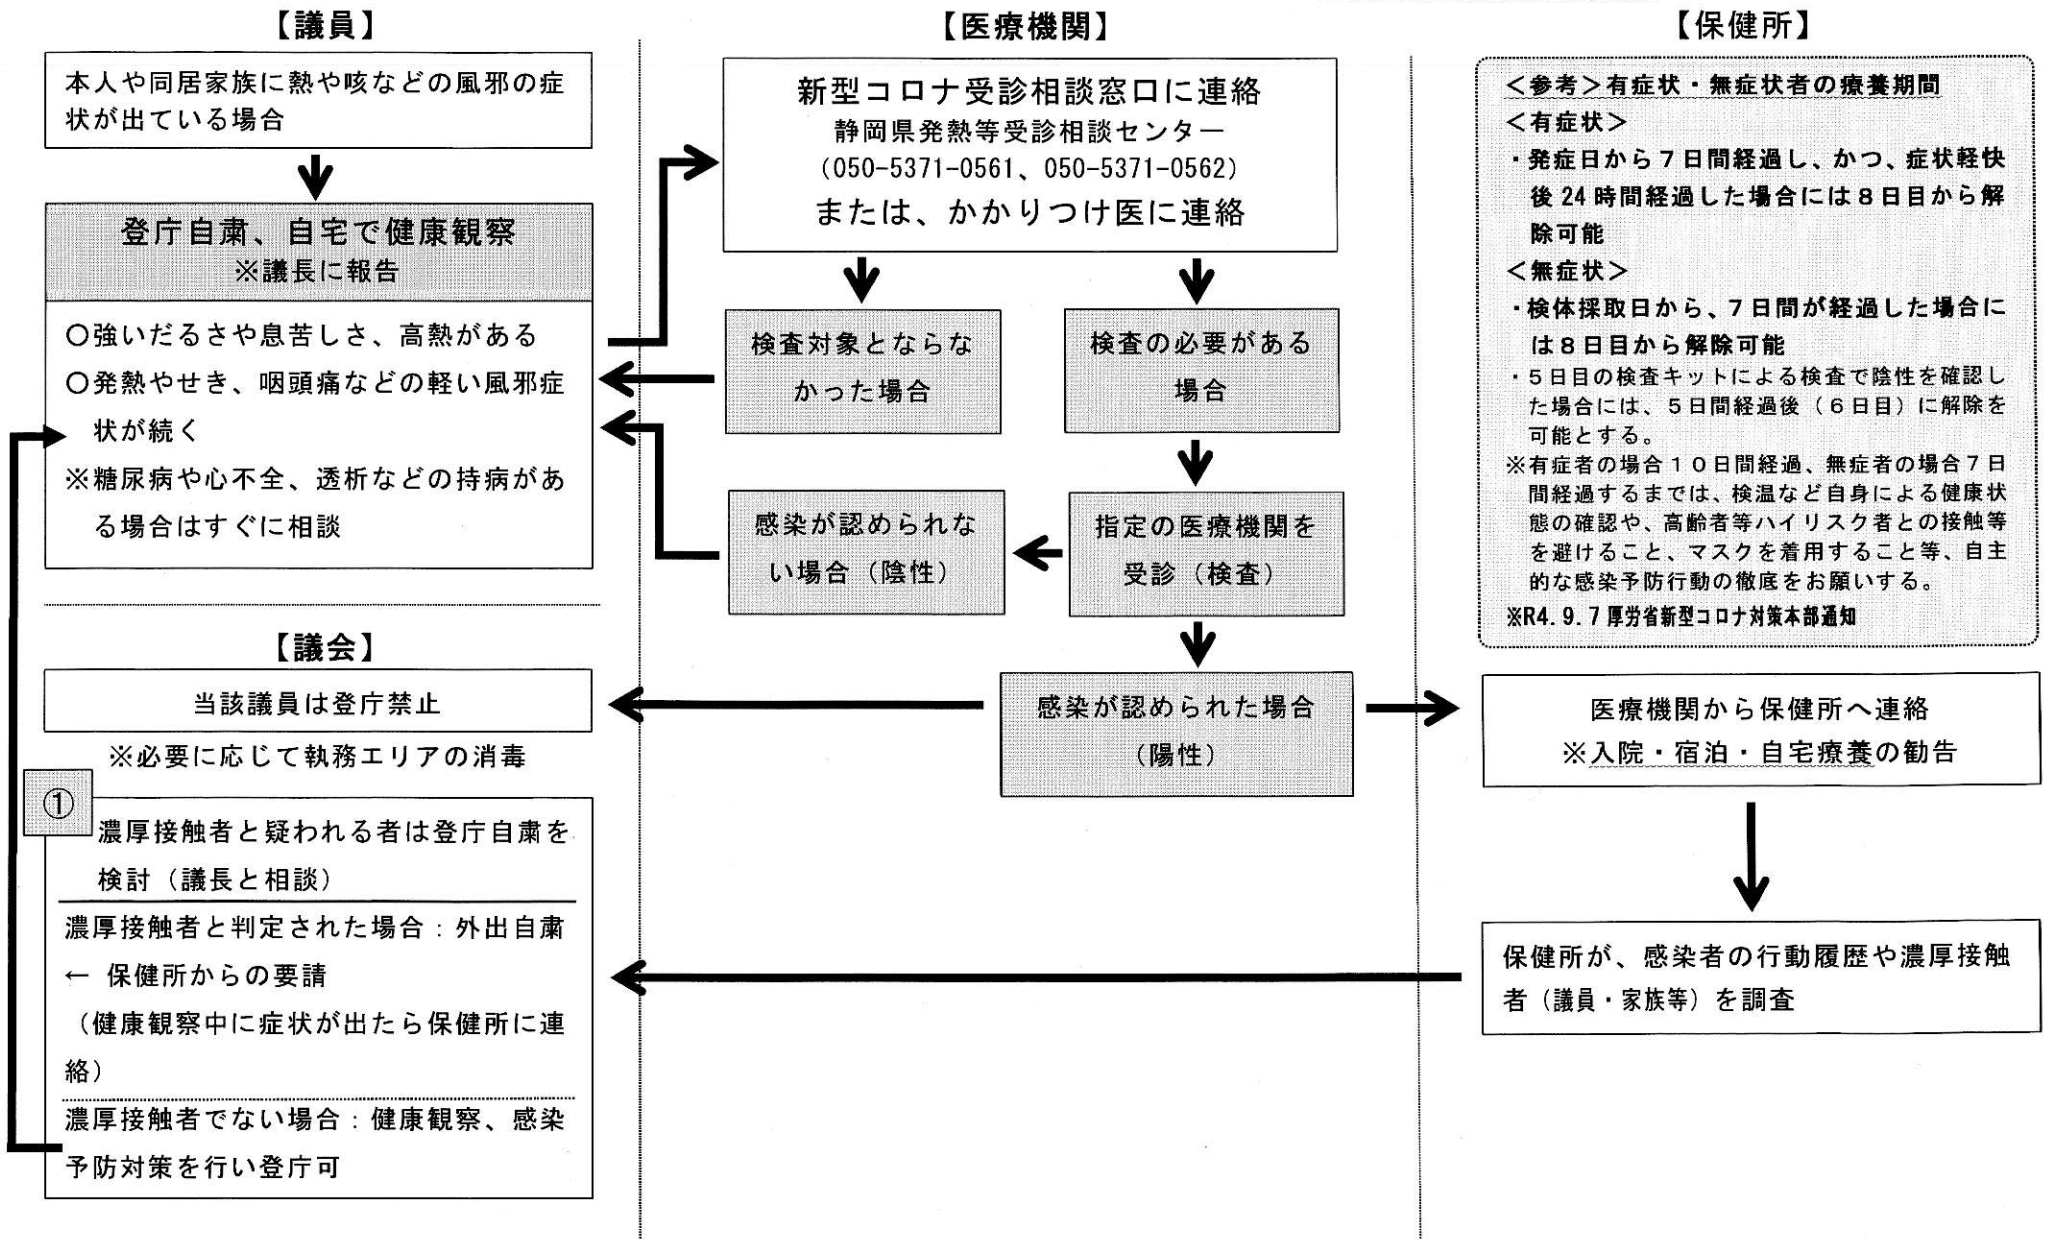 【議員】
本人や同居家族に熱や咳などの風邪の症
状が出ている場合
登庁自粛、自宅で健康観察
※議長に報告
〇強いだるさや息苦しさ、高熱がある
〇発熱やせき、咽頭痛などの軽い風邪症
状が続く
※糖尿病や心不全、透析などの持病があ
る場合はすぐに相談
【議会】
当該議員は登庁禁止
※必要に応じて執務エリアの消毒
①
濃厚接触者と疑われる者は登庁自粛を
検討（議長と相談）
濃厚接触者と判定された場合：外出自粛
← 保健所からの要請
（健康観察中に症状が出たら保健所に連
絡）
濃厚接触者でない場合：健康観察、感染
予防対策を行い登庁可
【医療機関】
新型コロナ受診相談窓口に連絡
静岡県発熱等受診相談センター
（050-5371-0561、050-5371-0562）
または、かかりつけ医に連絡
検査対象とならな
かった場合
検査の必要がある
場合
感染が認められな
い場合（陰性）
指定の医療機関を
受診（検査）
感染が認められた場合
（陽性）
【保健所】
＜参考＞有症状・無症状者の療養期間
＜有症状＞
・発症日から７日間経過し、かつ、症状軽快
後 24 時間経過した場合には８日目から解
除可能
＜無症状＞
・検体採取日から、７日間が経過した場合に
は８日目から解除可能
・５日目の検査キットによる検査で陰性を確認し
た場合には、５日間経過後（６日目）に解除を
可能とする。
※有症者の場合１０日間経過、無症者の場合７日
間経過するまでは、検温など自身による健康状
態の確認や、高齢者等ハイリスク者との接触等
を避けること、マスクを着用すること等、自主
的な感染予防行動の徹底をお願いする。
※R4.9.7 厚労省新型コロナ対策本部通知
医療機関から保健所へ連絡
※入院・宿泊・自宅療養の勧告
保健所が、感染者の行動履歴や濃厚接触
者（議員・家族等）を調査